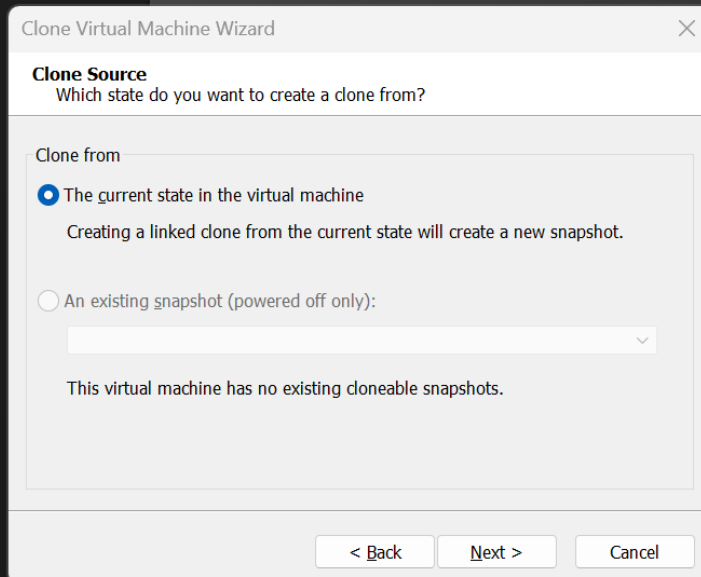 Clone Virtual Machine Wizard
Clone Source
Which state do you want to create a clone from?
Clone from
The current state in the virtual machine
Creating a linked clone from the current state will create a new snapshot.
An existing snapshot (powered off only):
This virtual machine has no existing cloneable snapshots.
< Back Next > Cancel